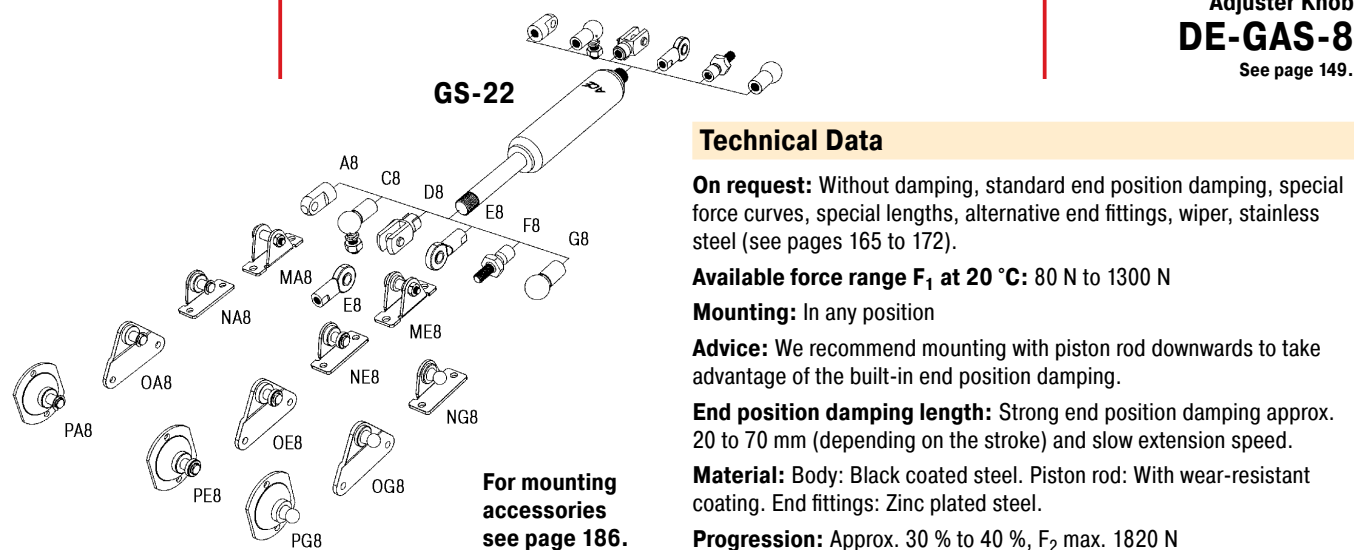 Adjuster Knob
DE-GAS-8
See page 149.
GS-22
ACE
A8
C8
D8
E8
F8
G8
MA8
NA8
E8
ME8
OA8
NE8
NG8
PA8
OE8
OG8
PE8
PG8
For mounting
accessories
see page 186.
Technical Data
On request: Without damping, standard end position damping, special
force curves, special lengths, alternative end fittings, wiper, stainless
steel (see pages 165 to 172).
Available force range F₁ at 20 °C: 80 N to 1300 N
Mounting: In any position
Advice: We recommend mounting with piston rod downwards to take
advantage of the built-in end position damping.
End position damping length: Strong end position damping approx.
20 to 70 mm (depending on the stroke) and slow extension speed.
Material: Body: Black coated steel. Piston rod: With wear-resistant
coating. End fittings: Zinc plated steel.
Progression: Approx. 30 % to 40 %, F₂ max. 1820 N